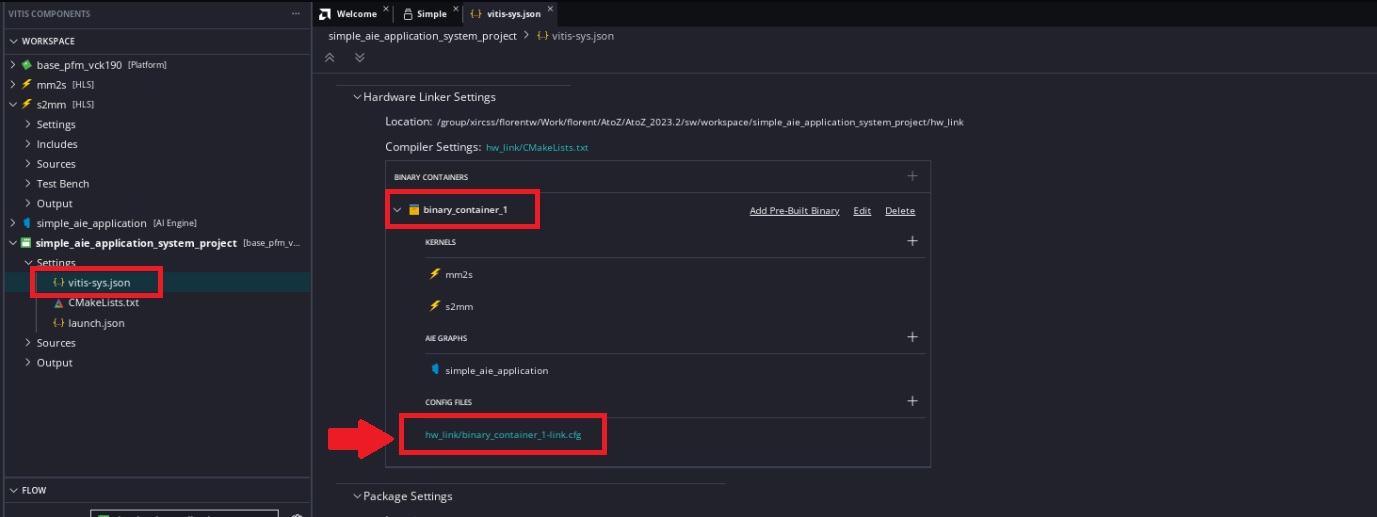 VITIS COMPONENTS
WORKSPACE
base_pfm_vck190 [Platform]
mm2s [HLS]
s2mm [HLS]
Settings
Includes
Sources
Test Bench
Output
simple_aie_application [AI Engine]
simple_aie_application_system_project [base_pfm_v...
Settings
{..} vitis-sys.json
CMakeLists.txt
{..} launch.json
Sources
Output
FLOW
Welcome
Simple
{..} vitis-sys.json
simple_aie_application_system_project > {..} vitis-sys.json
Hardware Linker Settings
Location: /group/xircss/florentw/Work/florent/AtoZ/AtoZ_2023.2/sw/workspace/simple_aie_application_system_project/hw_link
Compiler Settings: hw_link/CMakeLists.txt
BINARY CONTAINERS
binary_container_1 Add Pre-Built Binary Edit Delete
KERNELS
mm2s
s2mm
AIE GRAPHS
simple_aie_application
CONFIG FILES
hw_link/binary_container_1-link.cfg
Package Settings